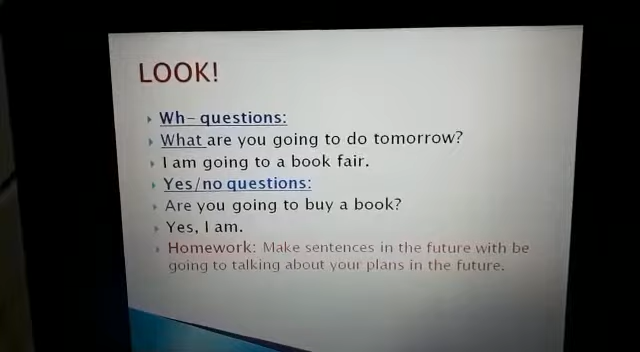 LOOK!
Wh- questions:
What are you going to do tomorrow?
I am going to a book fair.
Yes/no questions:
Are you going to buy a book?
Yes, I am.
Homework: Make sentences in the future with be
going to talking about your plans in the future.